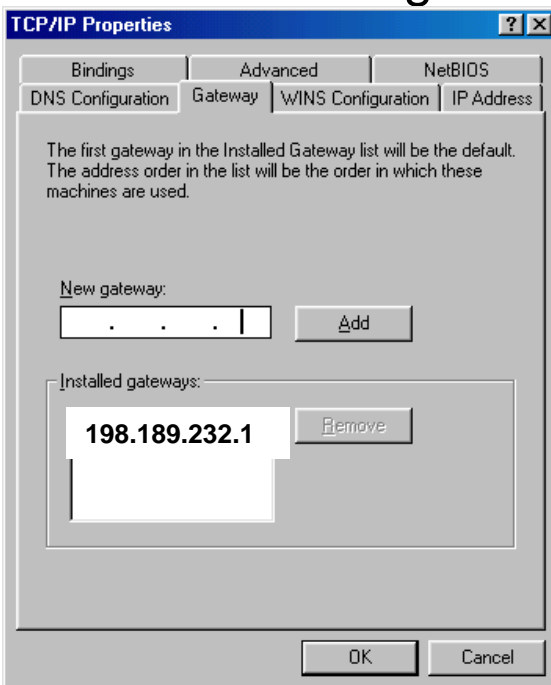 TCP/IP Properties
Bindings Advanced NetBIOS
DNS Configuration Gateway WINS Configuration IP Address
The first gateway in the Installed Gateway list will be the default.
The address order in the list will be the order in which these
machines are used.
New gateway:
. . .
Add
Installed gateways:
198.189.232.1
Remove
OK Cancel